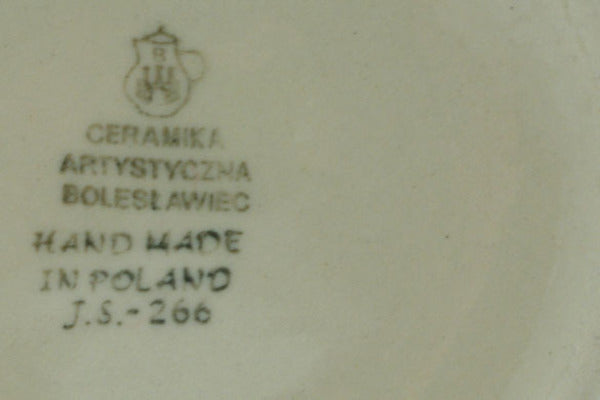 B
CERAMIKA
ARTYSTYCZNA
BOLESŁAWIEC
HAND MADE
IN POLAND
J.S.-266